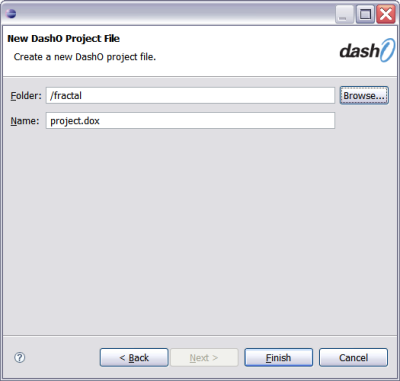 New DashO Project File
Create a new DashO project file.
dashO
Folder: /fractal Browse...
Name: project.dox
? < Back Next > Finish Cancel